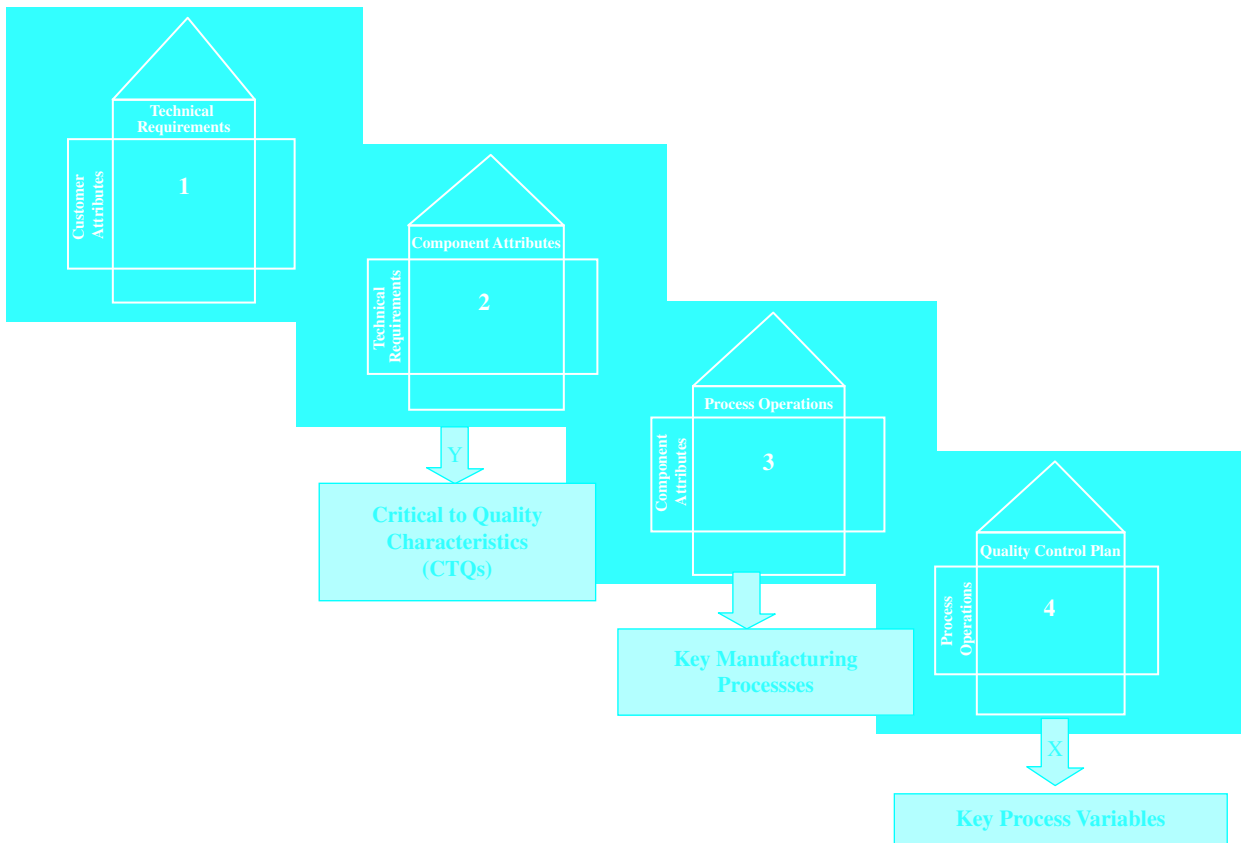 Technical
Requirements
Customer
Attributes
1
Component Attributes
Technical
Requirements
2
Y
Critical to Quality
Characteristics
(CTQs)
Process Operations
Component
Attributes
3
Key Manufacturing
Processses
Quality Control Plan
Process
Operations
4
X
Key Process Variables